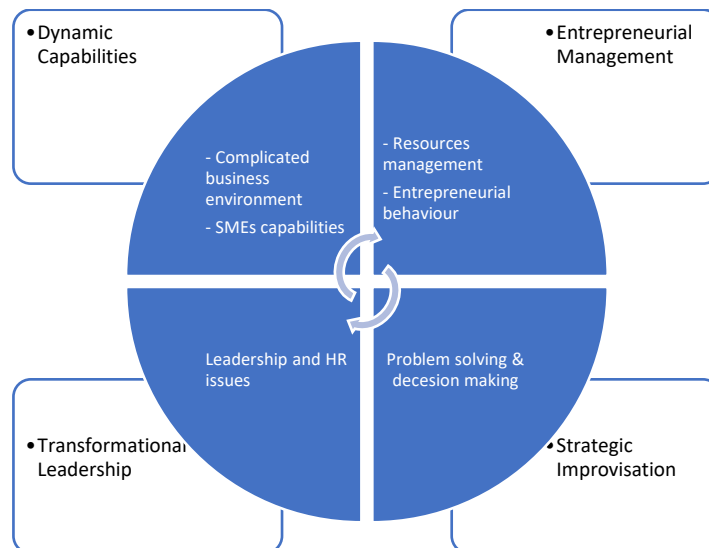 •Dynamic
Capabilities
•Entrepreneurial
Management
- Complicated
business
environment
- SMEs capabilities
- Resources
management
- Entrepreneurial
behaviour
Leadership and HR
issues
Problem solving &
decesion making
•Transformational
Leadership
•Strategic
Improvisation